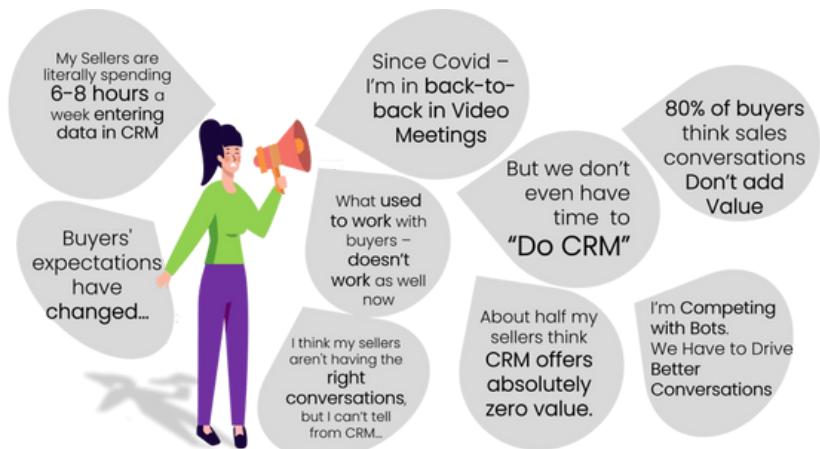 My Sellers are
literally spending
6-8 hours a
week entering
data in CRM
Since Covid –
I'm in back-to-
back in Video
Meetings
80% of buyers
think sales
conversations
Don't add
Value
But we don't
even have
time to
“Do CRM”
What used
to work with
buyers –
doesn't
work as well
now
Buyers'
expectations
have
changed...
I think my sellers
aren't having the
right
conversations,
but I can't tell
from CRM...
About half my
sellers think
CRM offers
absolutely
zero value.
I'm Competing
with Bots.
We Have to Drive
Better
Conversations